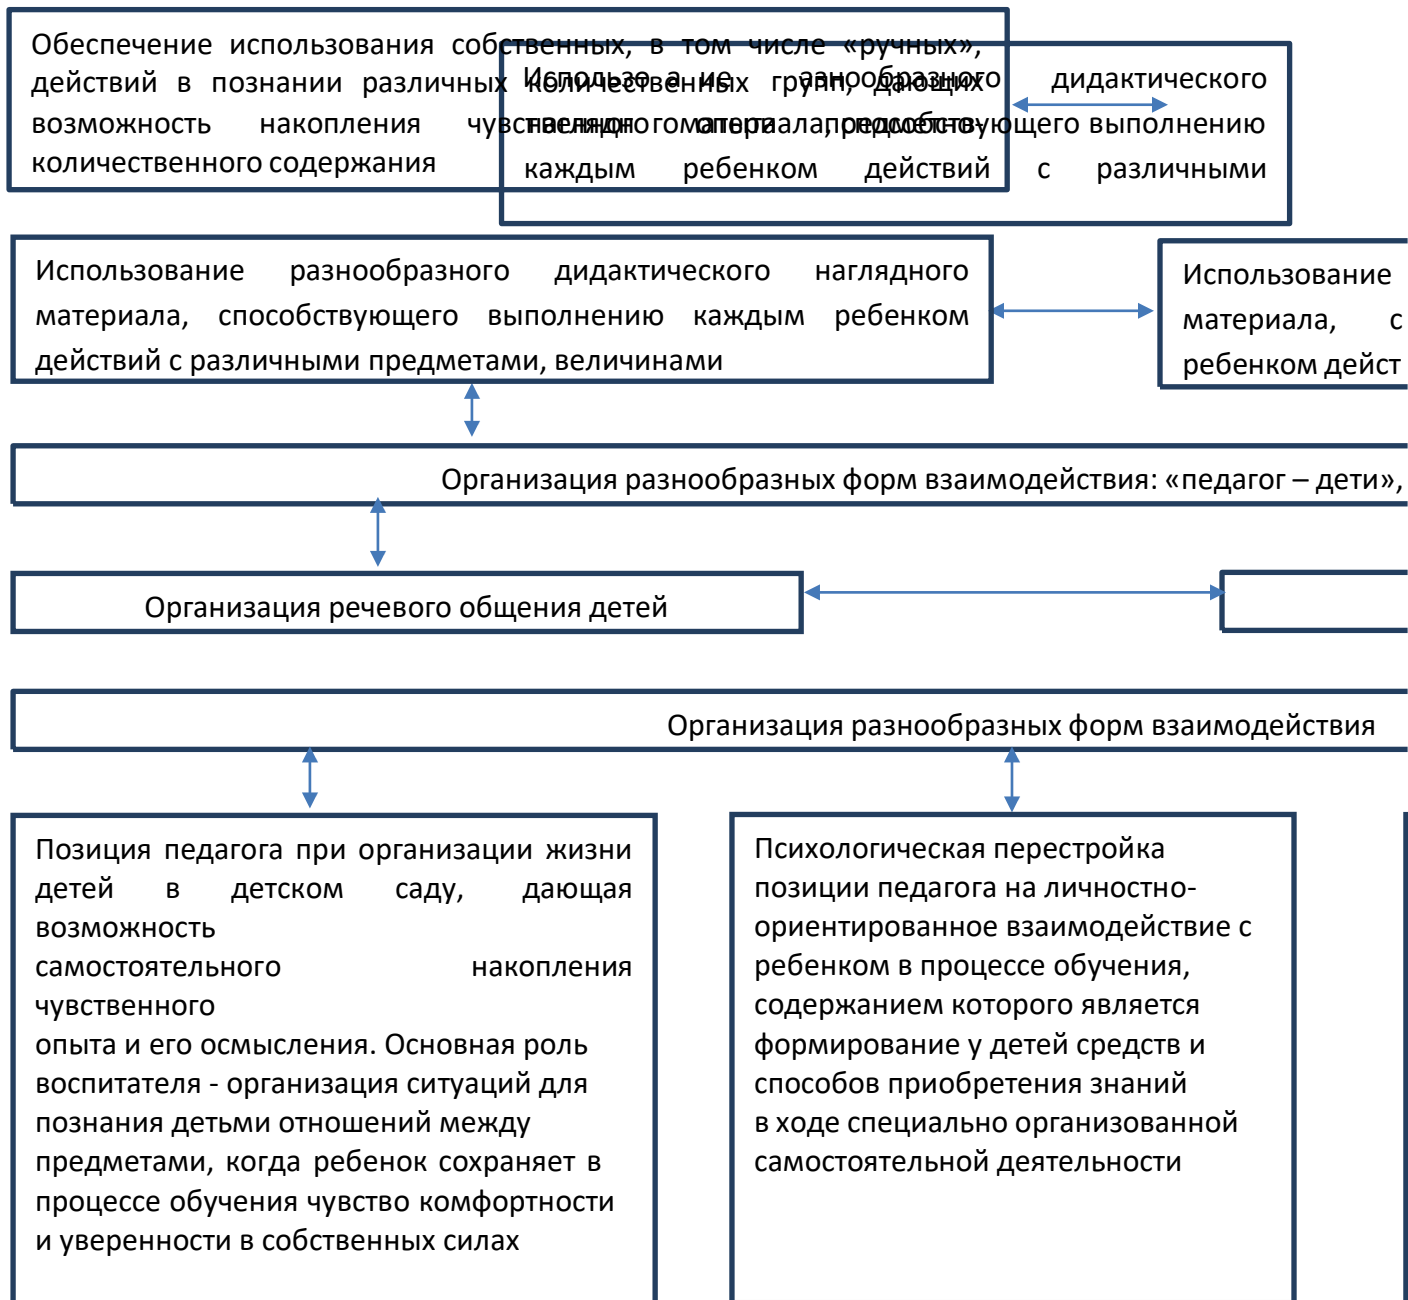 Обеспечение использования собственных, в том числе «ручных»,
действий в познании различных количественных групп, дающих
возможность накопления чувственного опыта предметно-
количественного содержания
разнообразного дидактического
наглядного материала, способствующего выполнению
каждым ребенком действий с различными
Использование разнообразного дидактического наглядного
материала, способствующего выполнению каждым ребенком
действий с различными предметами, величинами
Использование
материала, с
ребенком дейст
Организация разнообразных форм взаимодействия: «педагог – дети»,
Организация речевого общения детей
Организация разнообразных форм взаимодействия
Позиция педагога при организации жизни
детей в детском саду, дающая
возможность
самостоятельного накопления
чувственного
опыта и его осмысления. Основная роль
воспитателя - организация ситуаций для
познания детьми отношений между
предметами, когда ребенок сохраняет в
процессе обучения чувство комфортности
и уверенности в собственных силах
Психологическая перестройка
позиции педагога на личностно-
ориентированное взаимодействие с
ребенком в процессе обучения,
содержанием которого является
формирование у детей средств и
способов приобретения знаний
в ходе специально организованной
самостоятельной деятельности